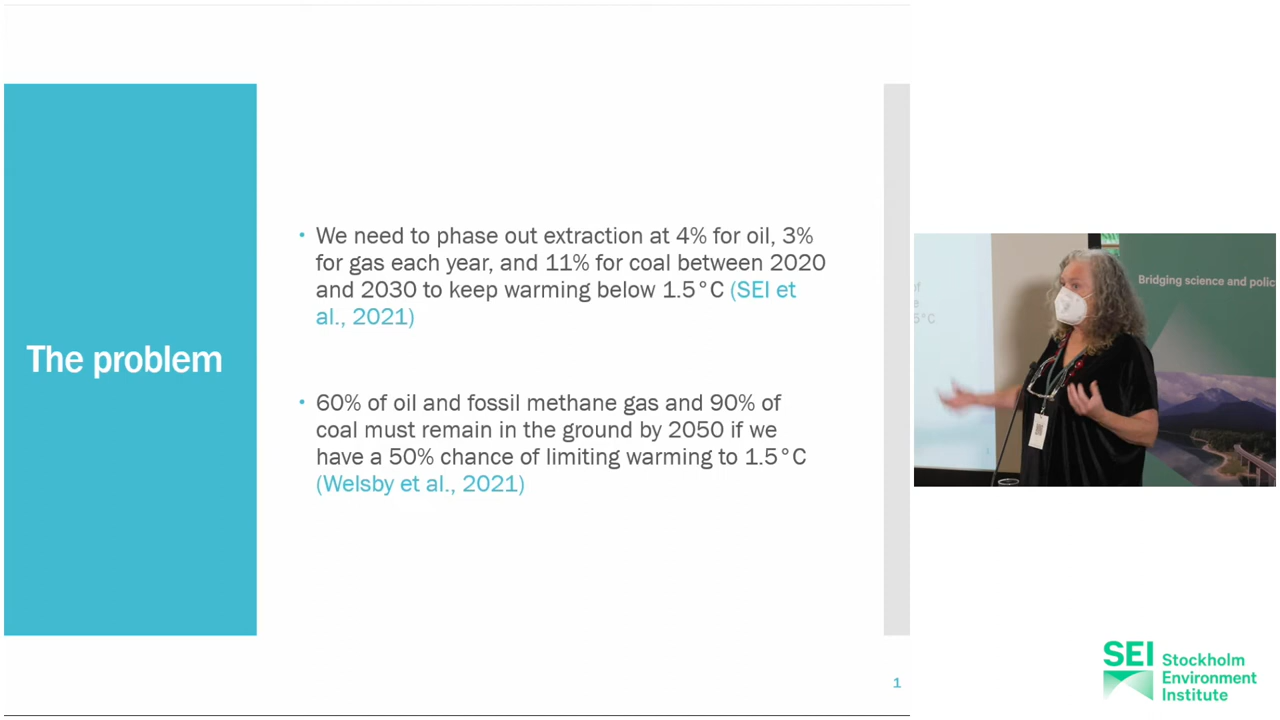 The problem
• We need to phase out extraction at 4% for oil, 3%
for gas each year, and 11% for coal between 2020
and 2030 to keep warming below 1.5°C (SEI et
al., 2021)
• 60% of oil and fossil methane gas and 90% of
coal must remain in the ground by 2050 if we
have a 50% chance of limiting warming to 1.5°C
(Welsby et al., 2021)
1
Bridging science and polic
5°C
SEI Stockholm
Environment
Institute